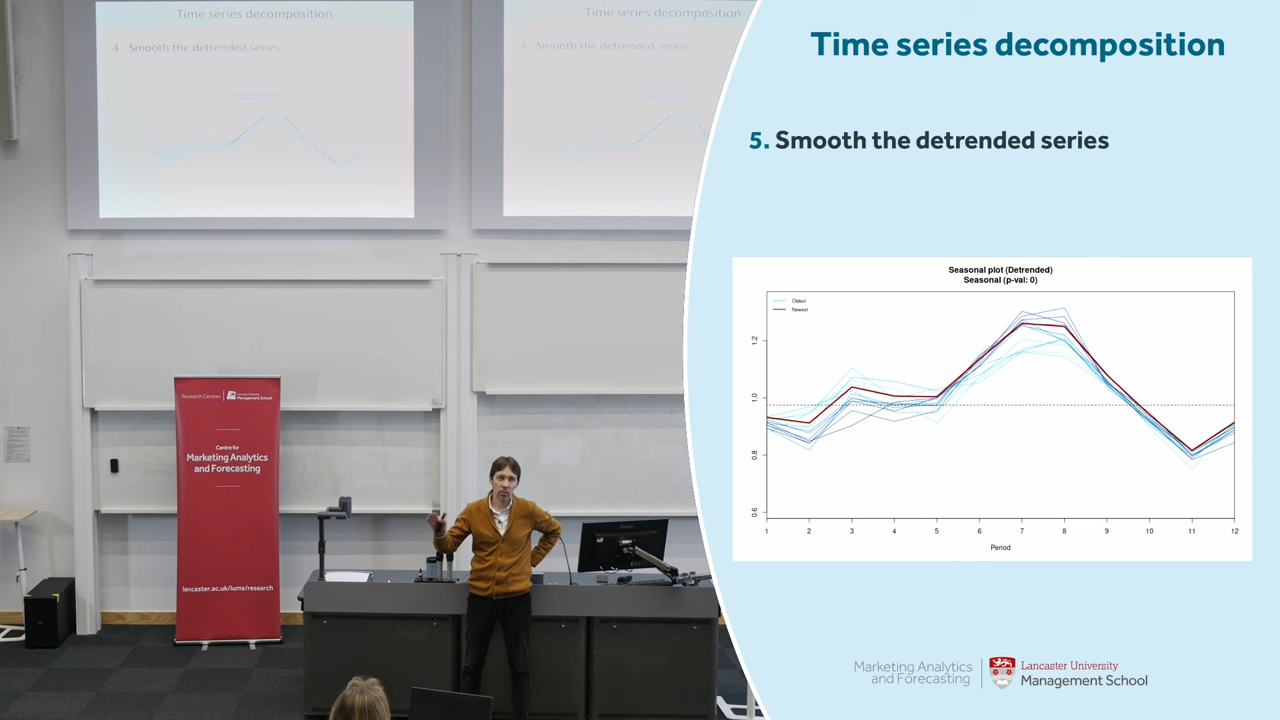 Time series decomposition
4. Smooth the detrended series
Time series decomposition
4. Smooth the detrended series
Research Centres
Management School
Centre for
Marketing Analytics
and Forecasting
lancaster.ac.uk/lums/research
Time series decomposition
5. Smooth the detrended series
Seasonal plot (Detrended)
Seasonal (p-val: 0)
Oldest
Newest
1.2
1.0
0.8
0.6
1 2 3 4 5 6 7 8 9 10 11 12
Period
Marketing Analytics
and Forecasting
Lancaster University
Management School